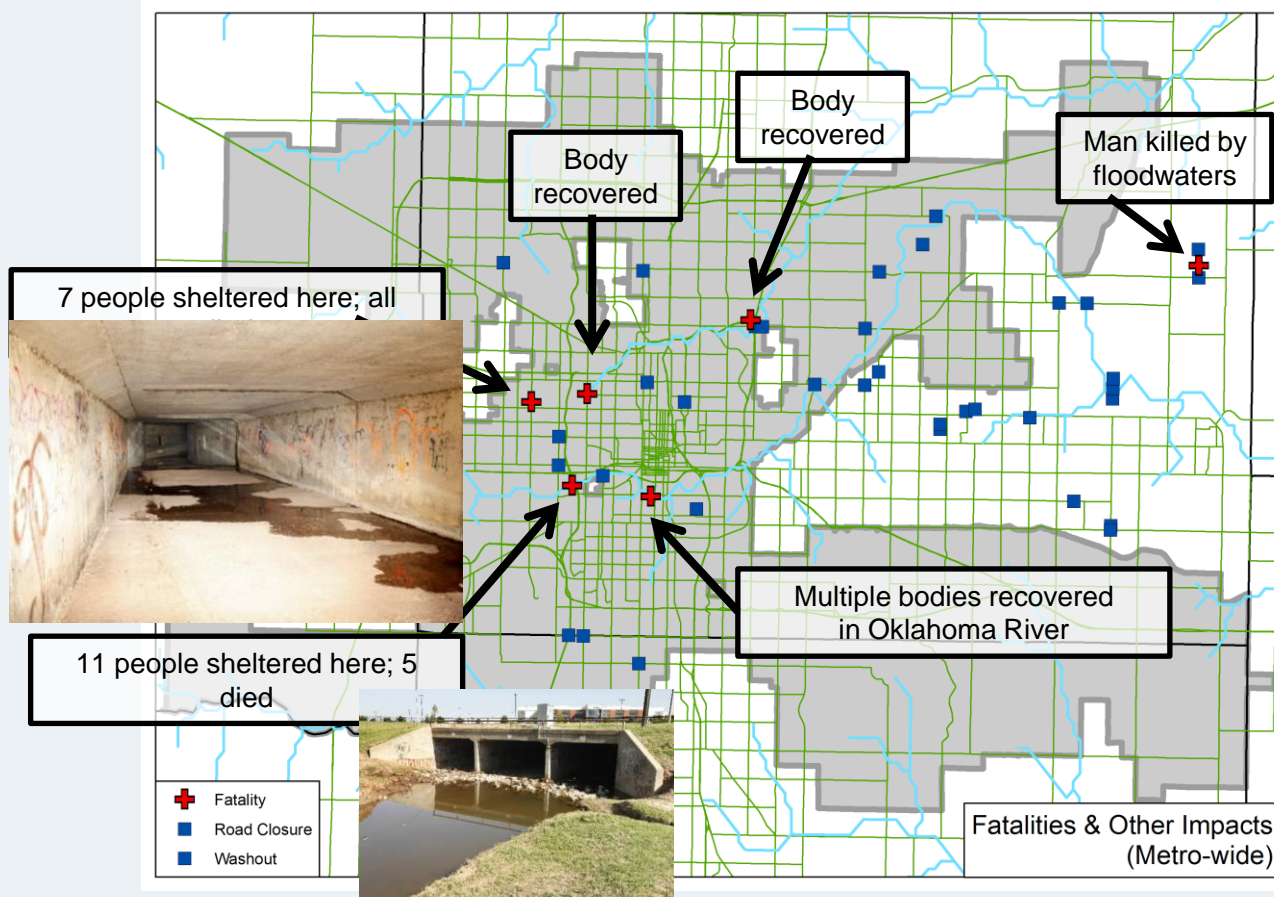 Body
recovered
Body
recovered
Man killed by
floodwaters
7 people sheltered here; all
Multiple bodies recovered
in Oklahoma River
11 people sheltered here; 5
died
Fatality
Road Closure
Washout
Fatalities & Other Impacts
(Metro-wide)